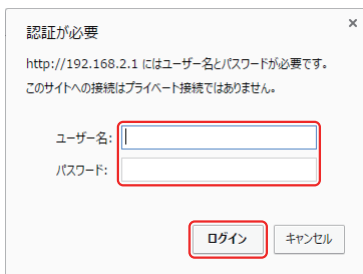 認証が必要
×
http://192.168.2.1 にはユーザー名とパスワードが必要です。
このサイトへの接続はプライベート接続ではありません。
ユーザー名:
パスワード:
ログイン
キャンセル